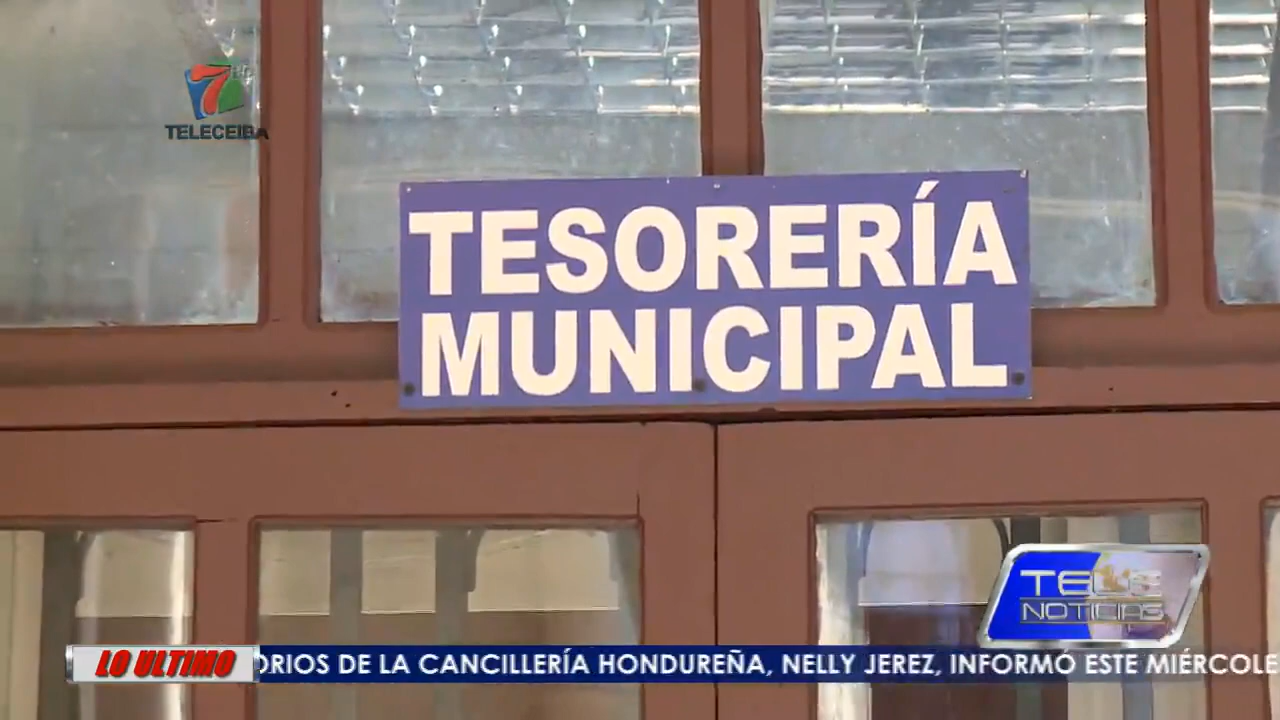 7
TELECEIBA
TESORERÍA
MUNICIPAL
TELE
NOTICIAS
LO ULTIMO
ORIOS DE LA CANCILLERÍA HONDUREÑA, NELLY JEREZ, INFORMÓ ESTE MIÉRCOLE